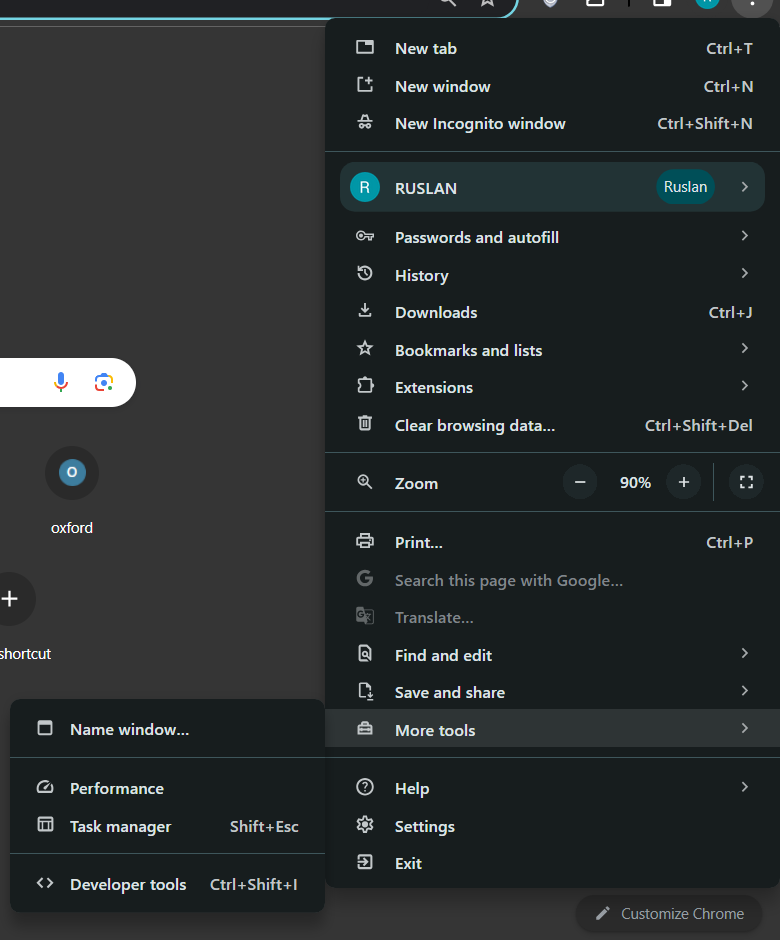 New tab Ctrl+T
New window Ctrl+N
New Incognito window Ctrl+Shift+N
R RUSLAN Ruslan
Passwords and autofill
History
Downloads Ctrl+J
Bookmarks and lists
Extensions
Clear browsing data... Ctrl+Shift+Del
Zoom − 90% +
Print... Ctrl+P
Search this page with Google...
Translate...
Find and edit
Save and share
More tools
Help
Settings
Exit
O
oxford
shortcut
Name window...
Performance
Task manager Shift+Esc
Developer tools Ctrl+Shift+I
Customize Chrome